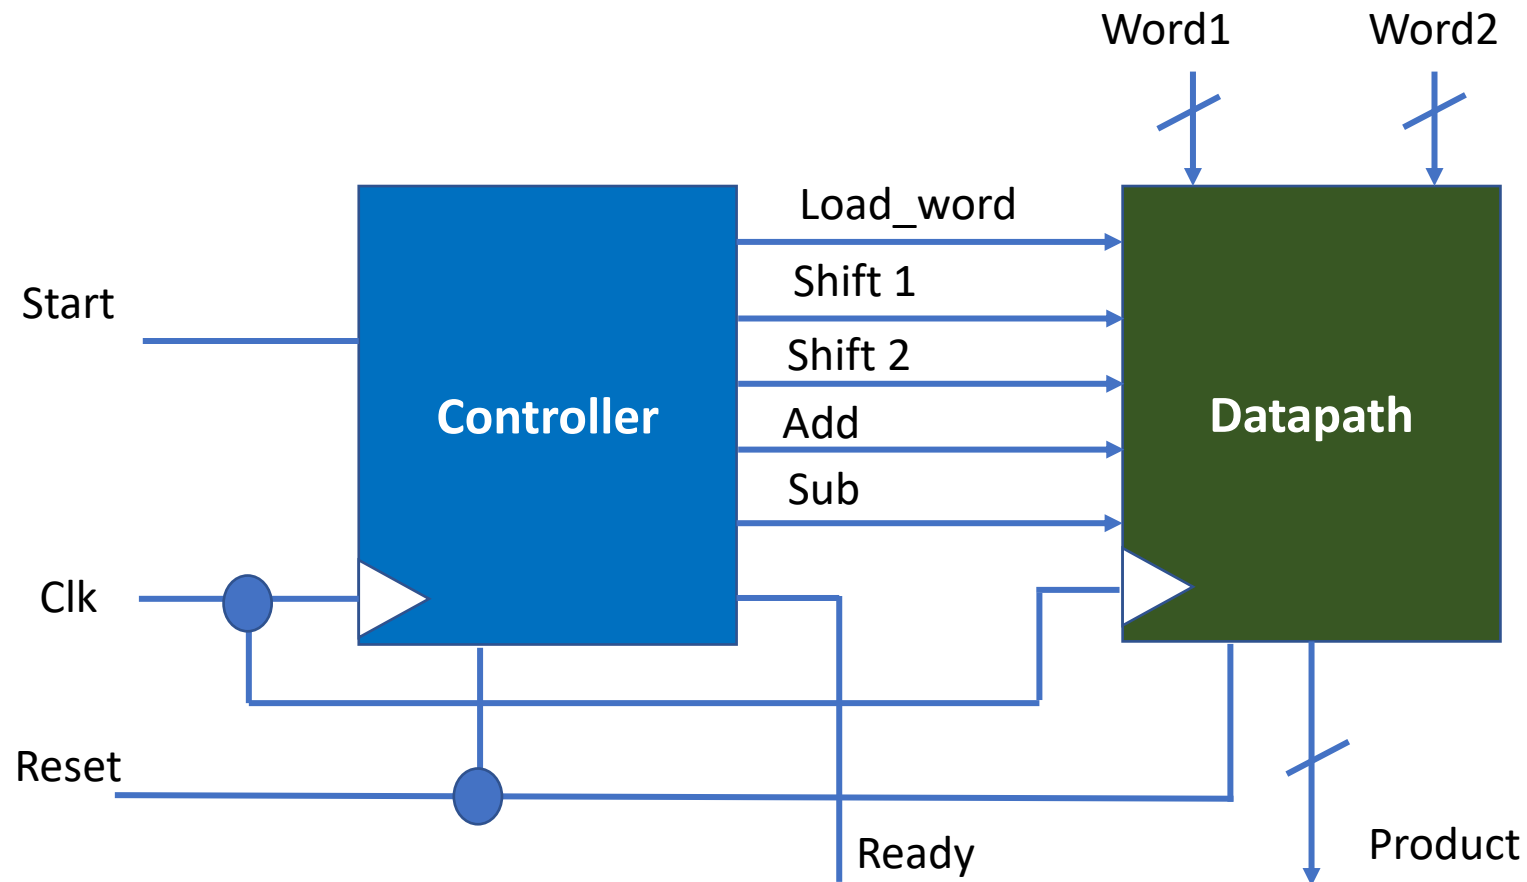 Word1
Word2
Load_word
Shift 1
Start
Shift 2
Controller
Datapath
Add
Sub
Clk
Reset
Ready
Product